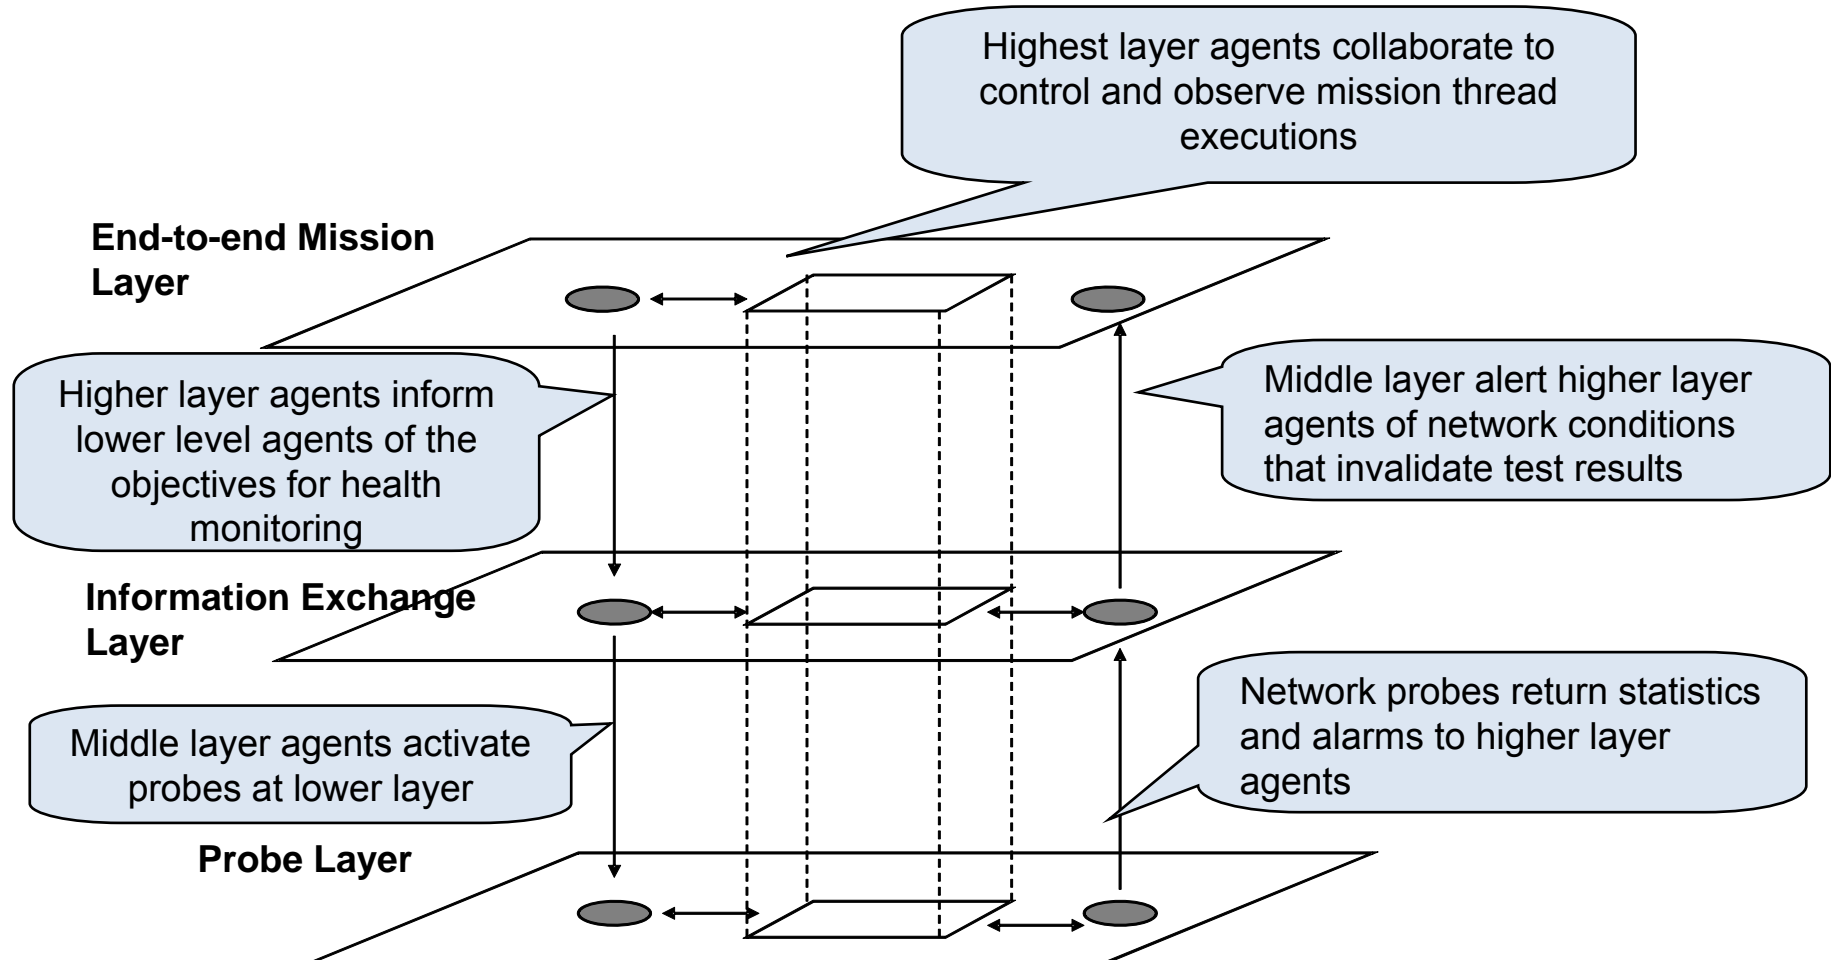 Highest layer agents collaborate to
control and observe mission thread
executions
End-to-end Mission
Layer
Higher layer agents inform
lower level agents of the
objectives for health
monitoring
Middle layer alert higher layer
agents of network conditions
that invalidate test results
Information Exchange
Layer
Middle layer agents activate
probes at lower layer
Network probes return statistics
and alarms to higher layer
agents
Probe Layer